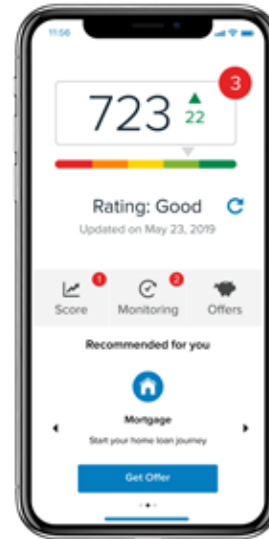 11:56
3
723
22
Rating: Good
Updated on May 23, 2019
1
2
Score
Monitoring
Offers
Recommended for you
Mortgage
Start your home loan journey
Get Offer